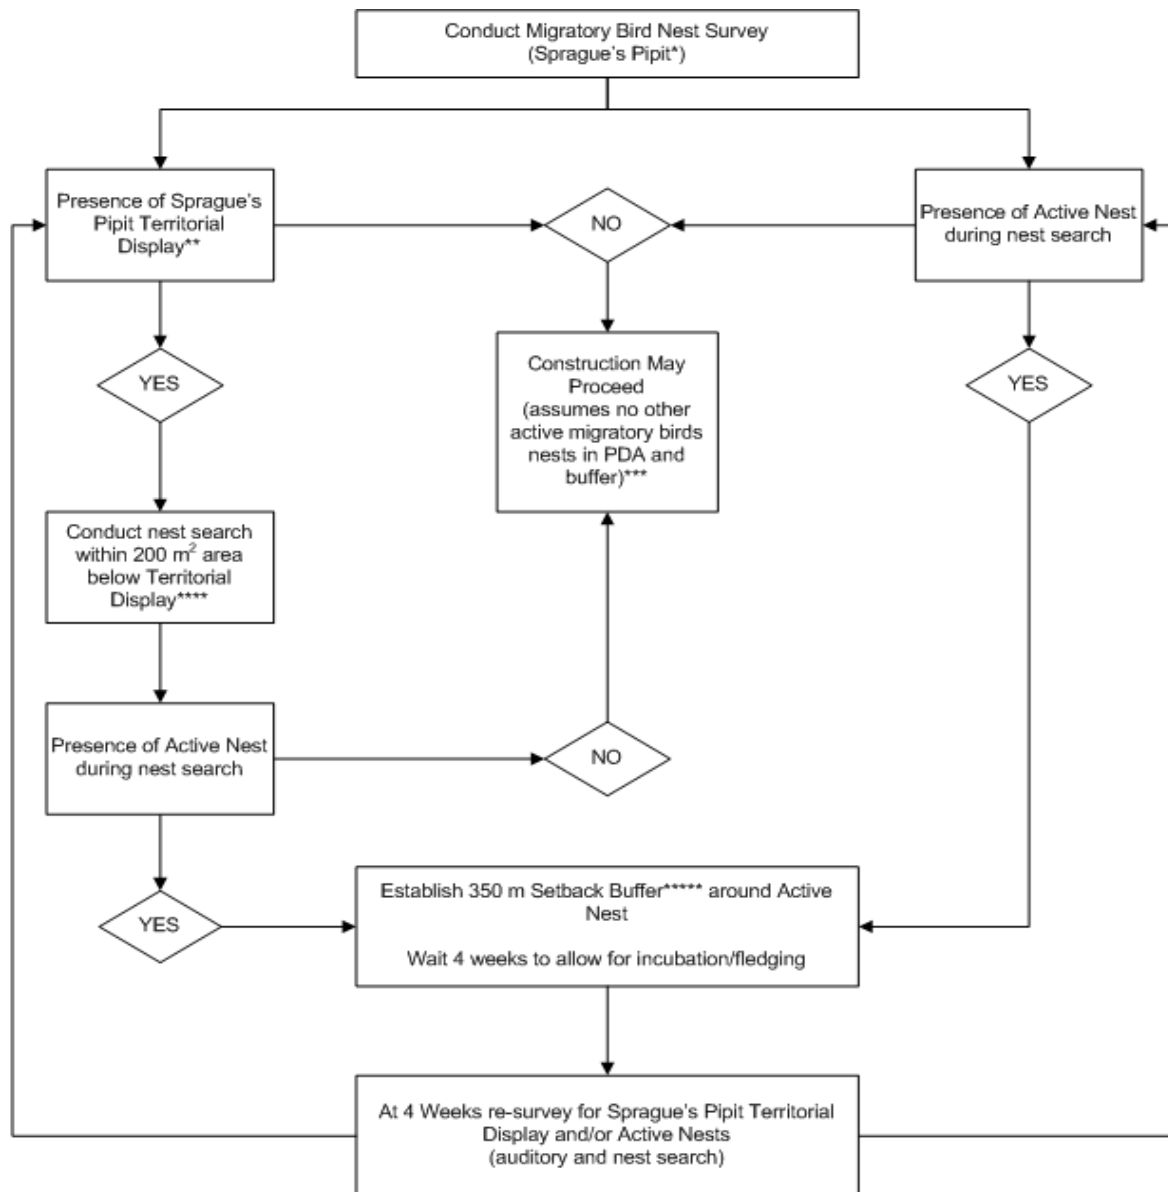 Conduct Migratory Bird Nest Survey
(Sprague's Pipit*)
Presence of Sprague's
Pipit Territorial
Display**
NO
Presence of Active Nest
during nest search
YES
Construction May
Proceed
(assumes no other
active migratory birds
nests in PDA and
buffer)***
YES
Conduct nest search
within 200 m² area
below Territorial
Display****
Presence of Active Nest
during nest search
NO
YES
Establish 350 m Setback Buffer***** around Active
Nest
Wait 4 weeks to allow for incubation/fledging
At 4 Weeks re-survey for Sprague's Pipit Territorial
Display and/or Active Nests
(auditory and nest search)